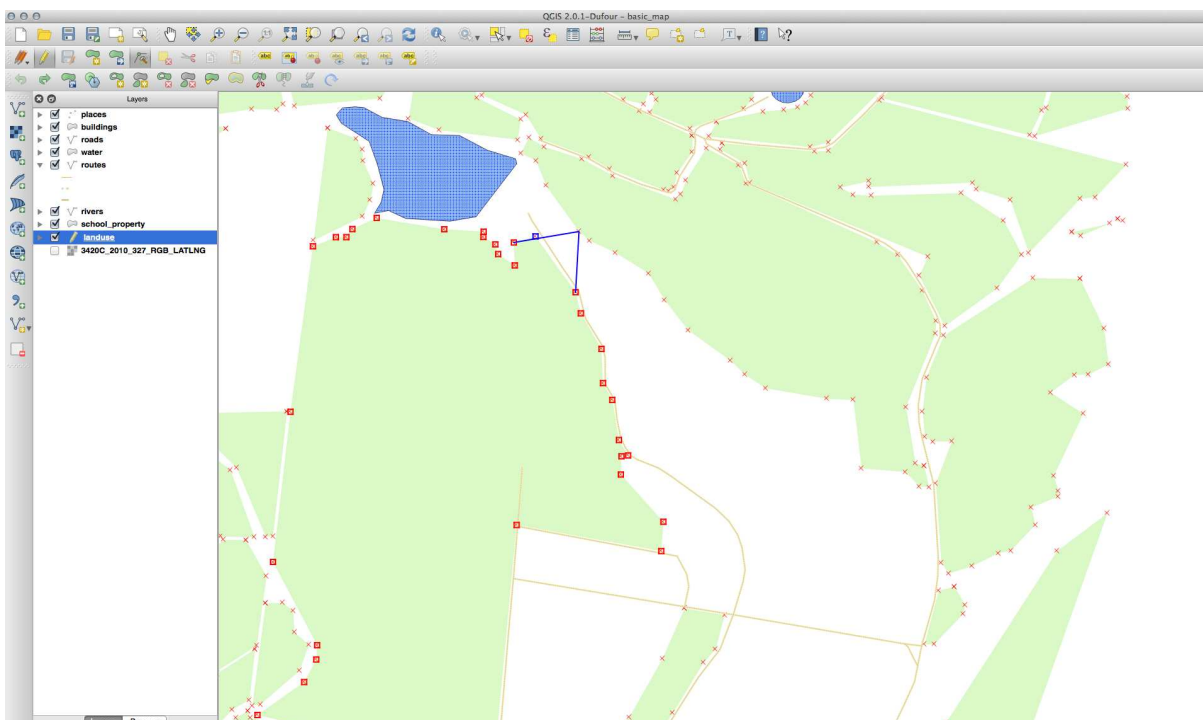 QGIS 2.0.1-Dufour - basic_map
Layers
places
buildings
roads
water
routes
rivers
school_property
landuse
3420C_2010_327_RGB_LATLNG